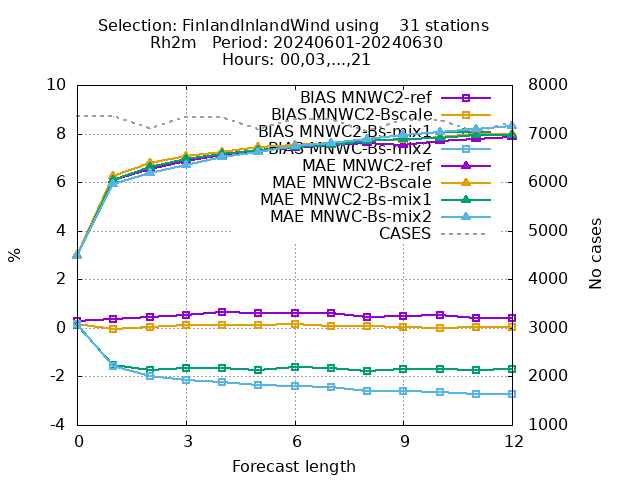 Selection: FinlandInlandWind using    31 stations
Rh2m   Period: 20240601-20240630
Hours: 00,03,...,21
10
8
6
4
2
0
-2
-4
%
8000
7000
6000
5000
4000
3000
2000
1000
No cases
BIAS MNWC2-ref
BIAS MNWC2-Bscale
BIAS MNWC2-Bs-mix1
BIAS MNWC-Bs-mix2
MAE MNWC2-ref
MAE MNWC2-Bscale
MAE MNWC2-Bs-mix1
MAE MNWC-Bs-mix2
CASES
0 3 6 9 12
Forecast length